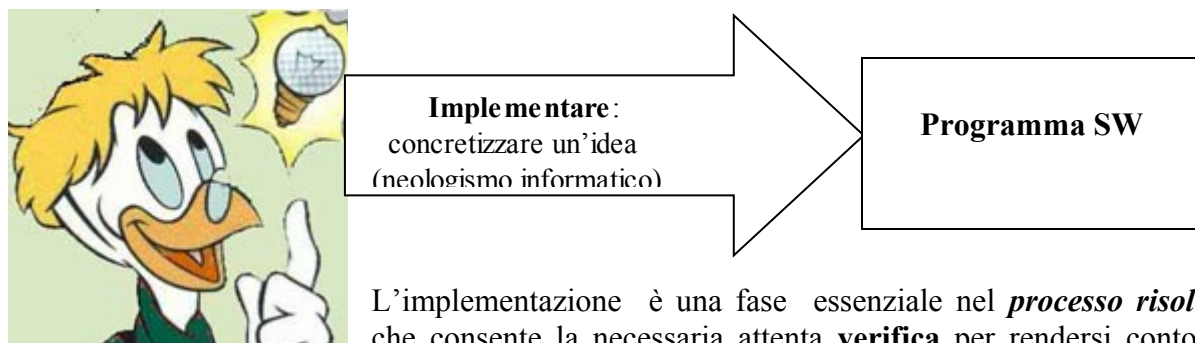 Implementare:
concretizzare un’idea
(neologismo informatico)
Programma SW
L’implementazione è una fase essenziale nel processo risol
che consente la necessaria attenta verifica per rendersi conto